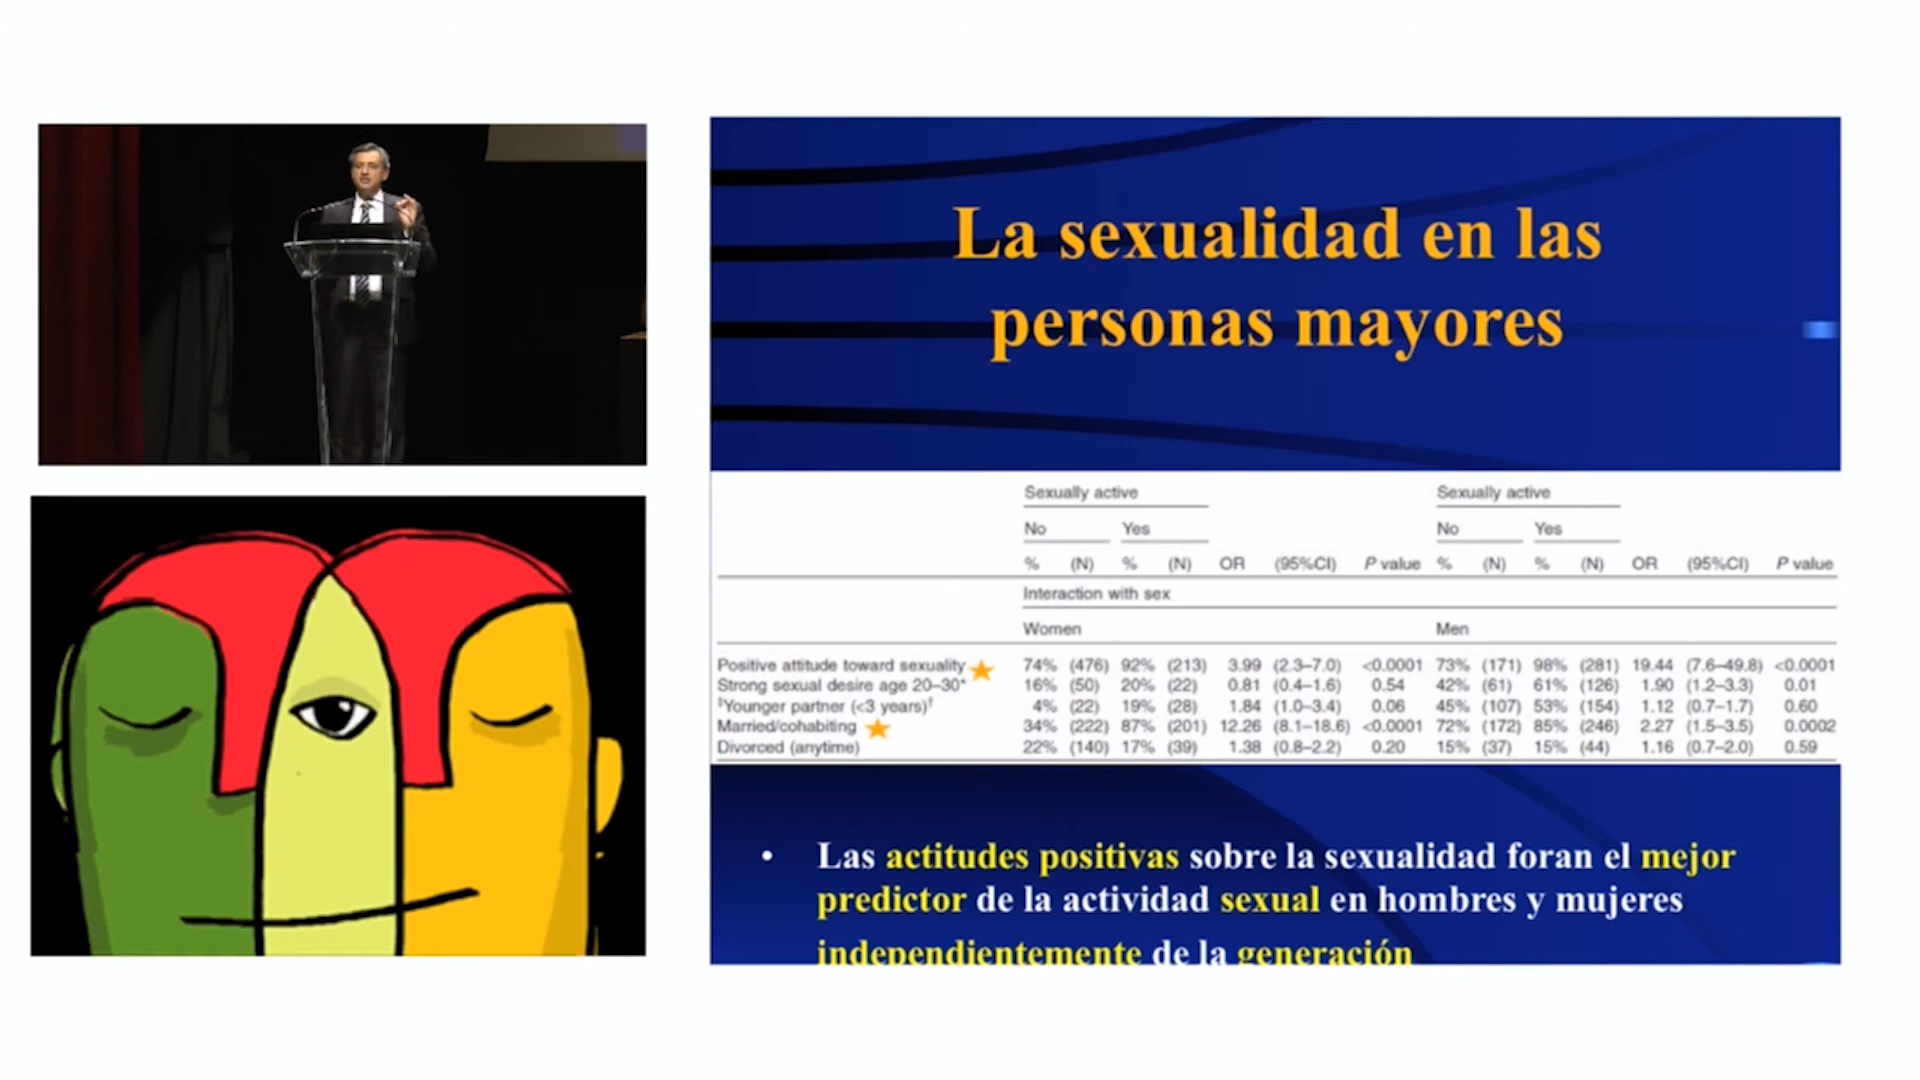 La sexualidad en las
personas mayores
Sexually active Sexually active
No Yes No Yes
% (N) % (N) OR (95%CI) P value % (N) % (N) OR (95%CI) P value
Interaction with sex
Women Men
Positive attitude toward sexuality 74% (476) 92% (213) 3.99 (2.3–7.0) <0.0001 73% (171) 98% (281) 19.44 (7.6–49.8) <0.0001
Strong sexual desire age 20–30* 16% (50) 20% (22) 0.81 (0.4–1.6) 0.54 42% (61) 61% (126) 1.90 (1.2–3.3) 0.01
‡Younger partner (<3 years)† 4% (22) 19% (28) 1.84 (1.0–3.4) 0.06 45% (107) 53% (154) 1.12 (0.7–1.7) 0.60
Married/cohabiting 34% (222) 87% (201) 12.26 (8.1–18.6) <0.0001 72% (172) 85% (246) 2.27 (1.5–3.5) 0.0002
Divorced (anytime) 22% (140) 17% (39) 1.38 (0.8–2.2) 0.20 15% (37) 15% (44) 1.16 (0.7–2.0) 0.59
• Las actitudes positivas sobre la sexualidad foran el mejor
predictor de la actividad sexual en hombres y mujeres
independientemente de la generación